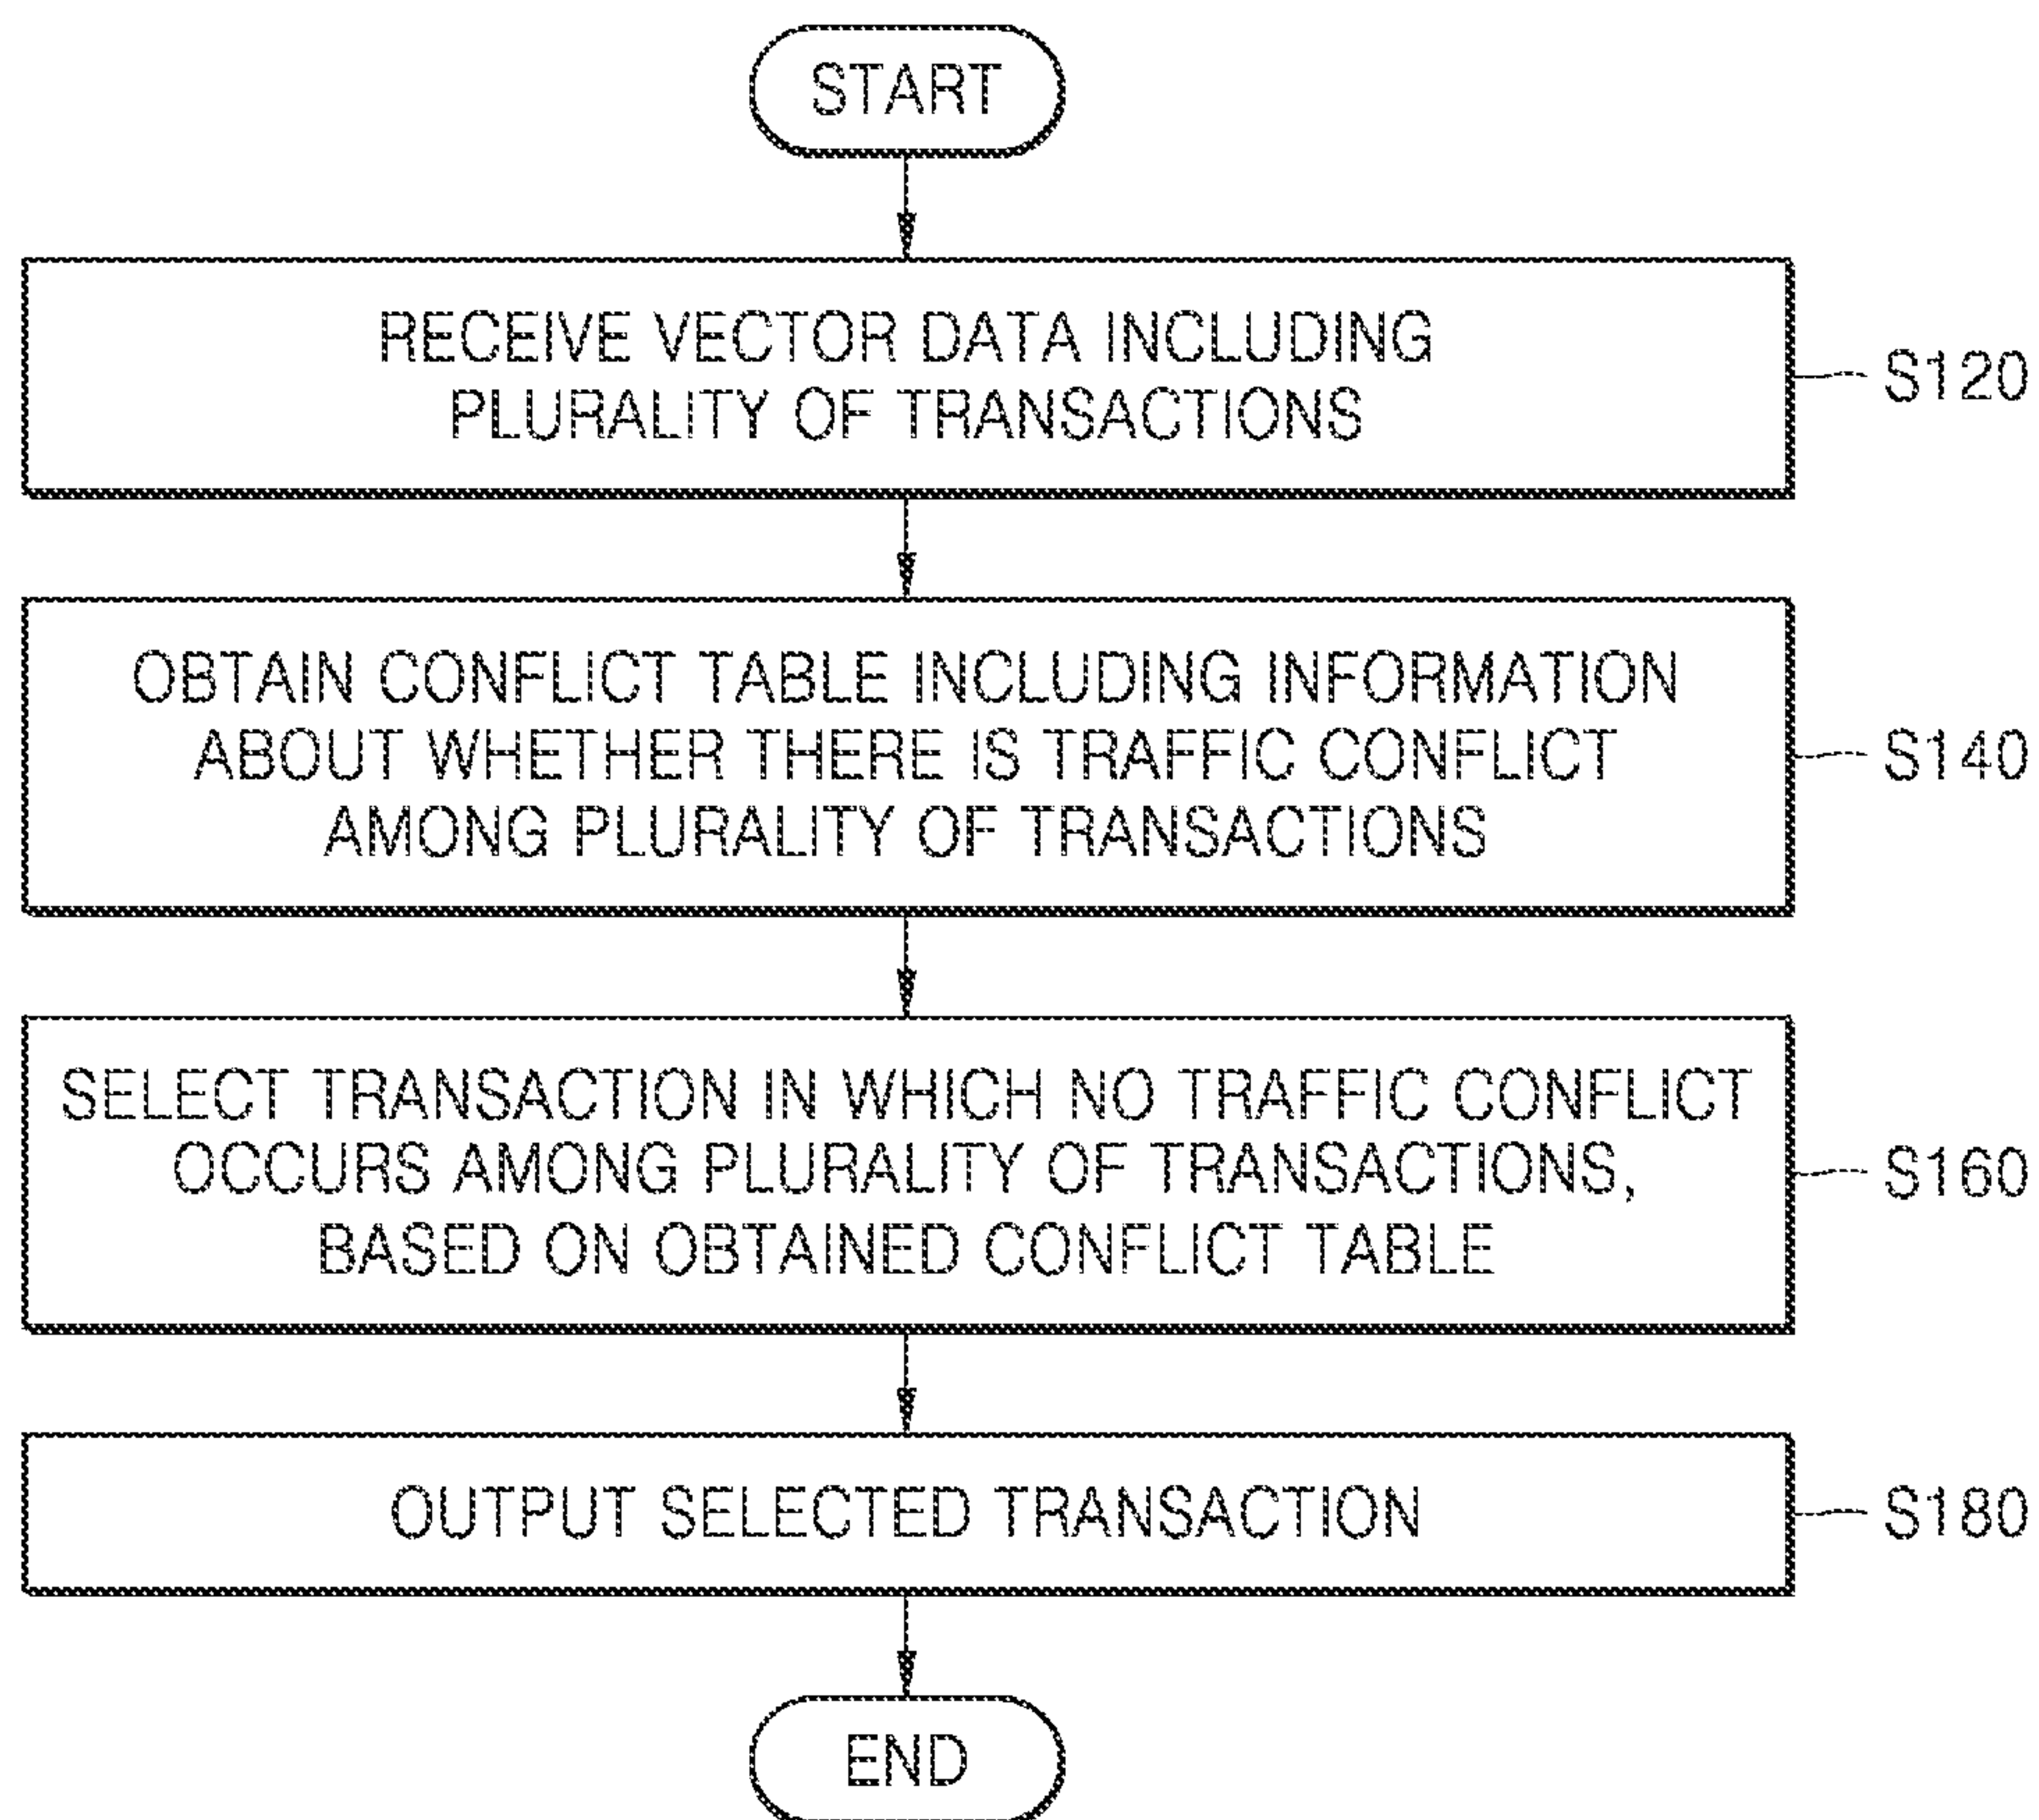 START
RECEIVE VECTOR DATA INCLUDING
PLURALITY OF TRANSACTIONS
S120
OBTAIN CONFLICT TABLE INCLUDING INFORMATION
ABOUT WHETHER THERE IS TRAFFIC CONFLICT
AMONG PLURALITY OF TRANSACTIONS
S140
SELECT TRANSACTION IN WHICH NO TRAFFIC CONFLICT
OCCURS AMONG PLURALITY OF TRANSACTIONS,
BASED ON OBTAINED CONFLICT TABLE
S160
OUTPUT SELECTED TRANSACTION
S180
END